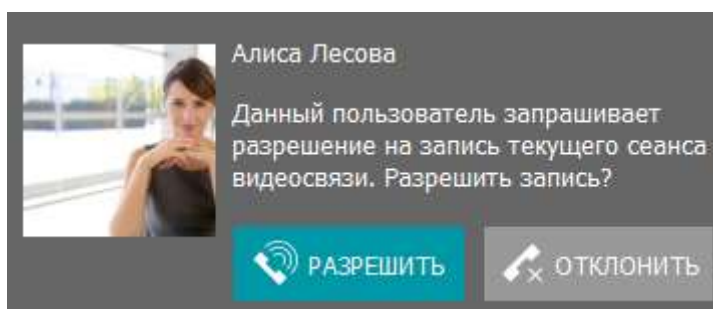 Алиса Лесова
Данный пользователь запрашивает
разрешение на запись текущего сеанса
видеосвязи. Разрешить запись?
РАЗРЕШИТЬ
ОТКЛОНИТЬ